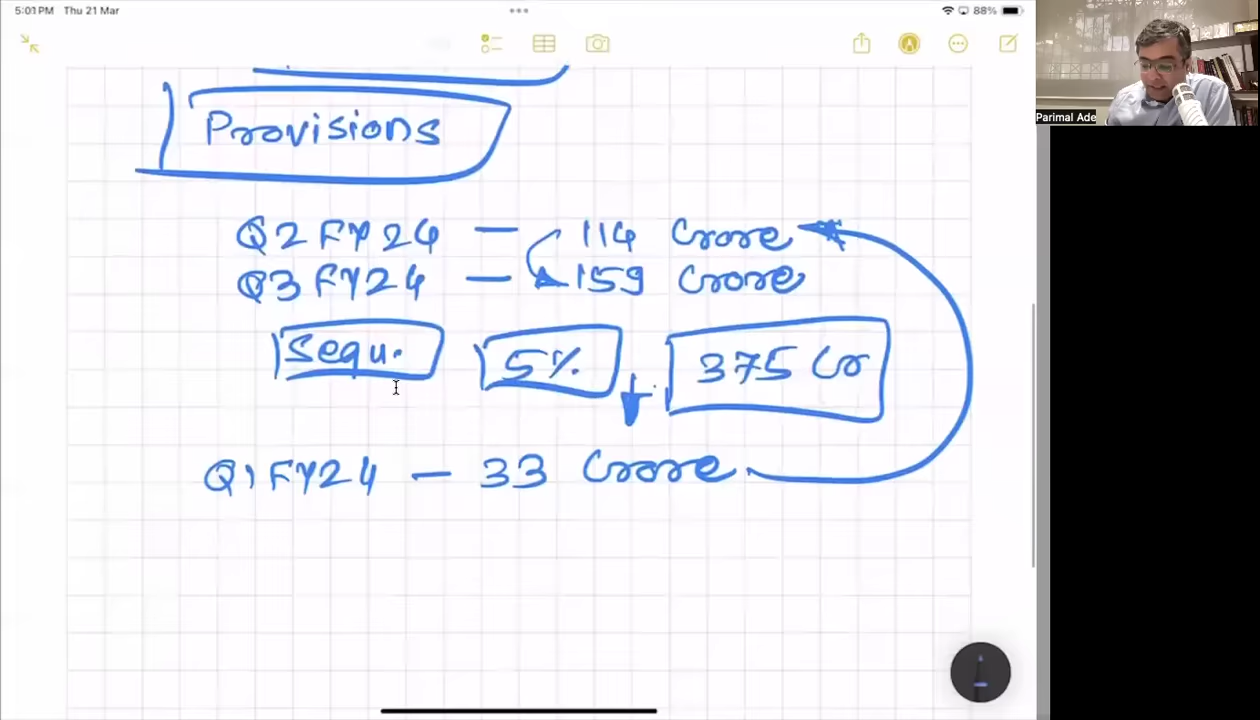 5:01 PM Thu 21 Mar
88%
Parimal Ade
Provisions
Q2 FY24 — 114 Crore
Q3 FY24 — 159 Crore
Sequ. 5% 375 Cr
Q1 FY24 — 33 Crore